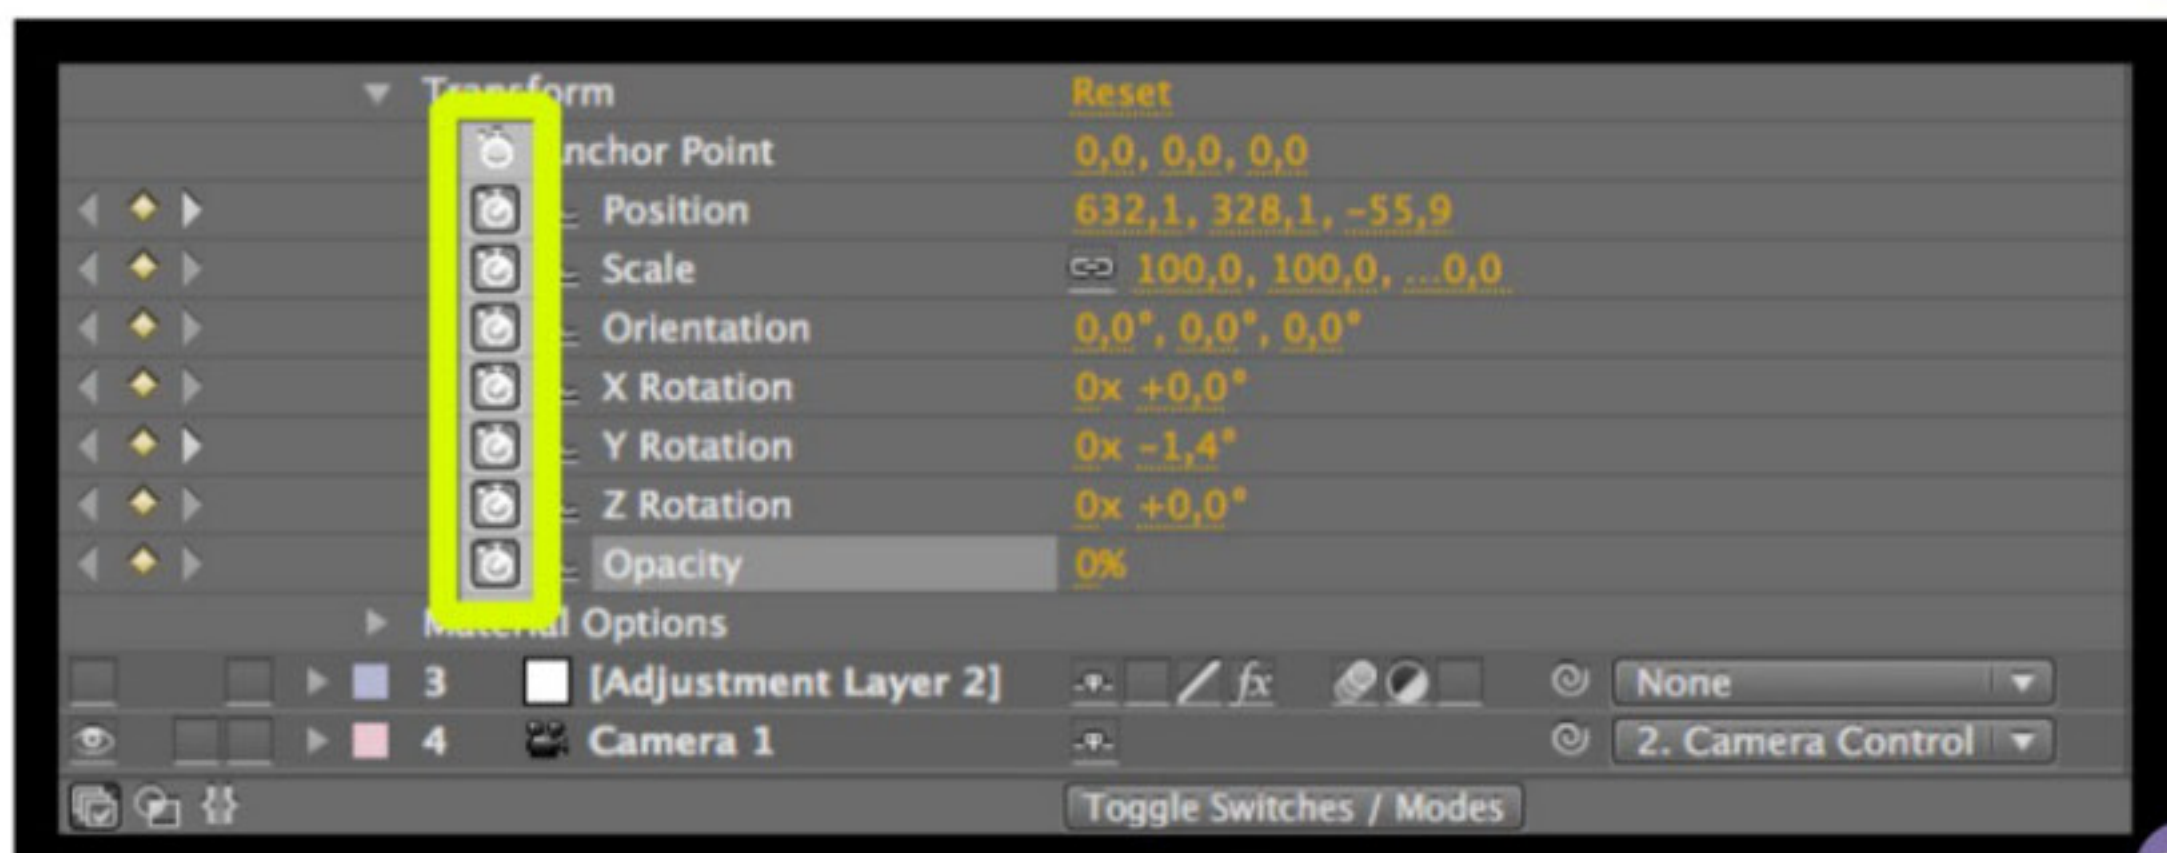 Transform Reset
nchor Point 0,0, 0,0, 0,0
Position 632,1, 328,1, -55,9
Scale 100,0, 100,0, ...0,0
Orientation 0,0°, 0,0°, 0,0°
X Rotation 0x +0,0°
Y Rotation 0x -1,4°
Z Rotation 0x +0,0°
Opacity 0%
Material Options
3 [Adjustment Layer 2] fx None
4 Camera 1 2. Camera Control
Toggle Switches / Modes